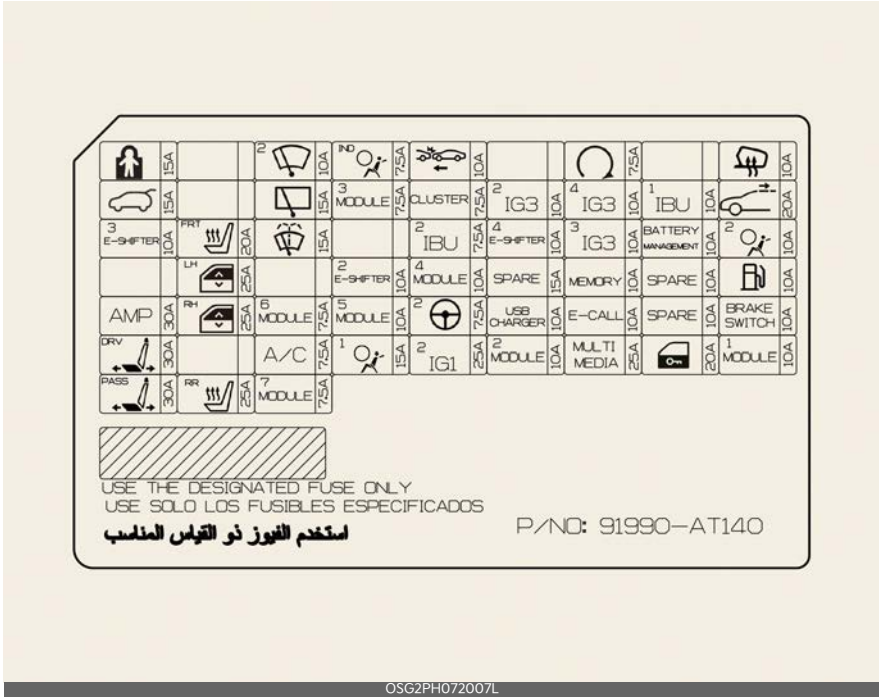 15A 2 10A IND 7.5A 10A 7.5A 10A
15A 15A 3 MODULE 7.5A CLUSTER 7.5A 2 IG3 10A 4 IG3 10A 1 IBU 10A 20A
3 E-SHIFTER 10A FRT 20A 15A 2 IBU 7.5A 4 E-SHIFTER 10A 3 IG3 10A BATTERY MANAGEMENT 10A 2 10A
LH 25A 2 E-SHIFTER 10A 4 MODULE 10A SPARE 15A MEMORY 10A SPARE 10A 10A
AMP 30A RH 25A 6 MODULE 7.5A 5 MODULE 10A 2 7.5A USB CHARGER 10A E-CALL 10A SPARE 10A BRAKE SWITCH 10A
DRV 30A A/C 7.5A 1 15A 2 IG1 25A 2 MODULE 10A MULTI MEDIA 25A 20A 1 MODULE 10A
PASS 30A RR 25A 7 MODULE 7.5A
USE THE DESIGNATED FUSE ONLY
USE SOLO LOS FUSIBLES ESPECIFICADOS
استخدم الفيوز ذو القياس المناسب
P/NO: 91990-AT140
OSG2PH072007L